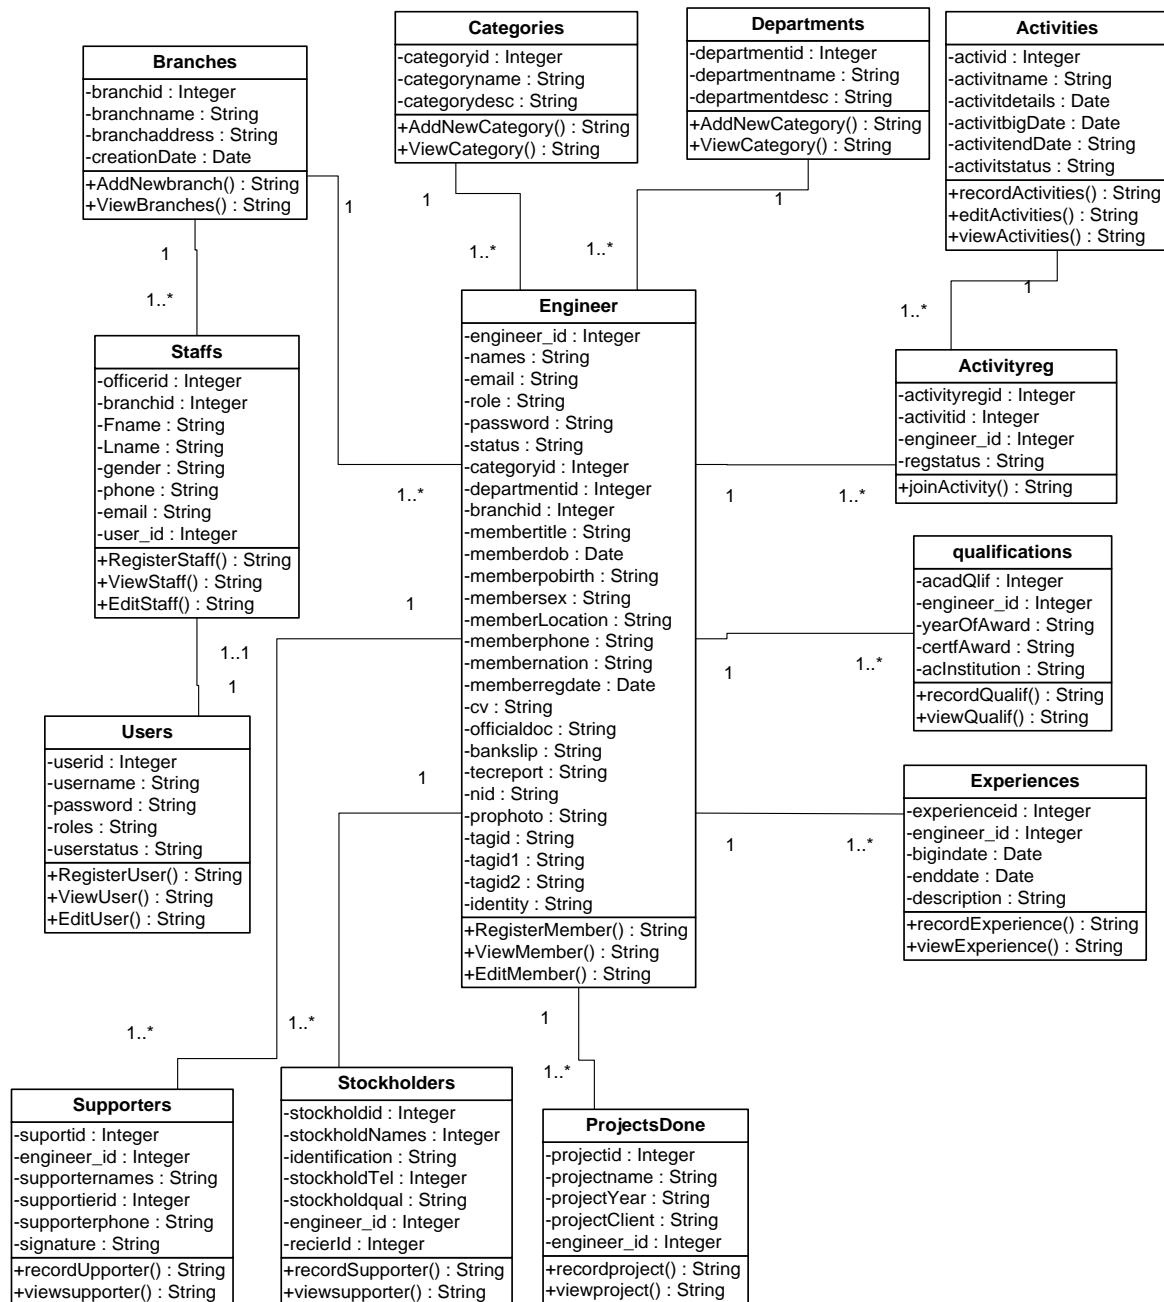 Branches
-branchid : Integer
-branchname : String
-branchaddress : String
-creationDate : Date
+AddNewbranch() : String
+ViewBranches() : String
Categories
-categoryid : Integer
-categoryname : String
-categorydesc : String
+AddNewCategory() : String
+ViewCategory() : String
Departments
-departmentid : Integer
-departmentname : String
-departmentdesc : String
+AddNewCategory() : String
+ViewCategory() : String
Activities
-activid : Integer
-activitname : String
-activitdetails : Date
-activitbigDate : Date
-activitendDate : String
-activitstatus : String
+recordActivities() : String
+editActivities() : String
+viewActivities() : String
1
1
1
1
1..*
1..*
1
1..*
1
1..*
Staffs
-officerid : Integer
-branchid : Integer
-Fname : String
-Lname : String
-gender : String
-phone : String
-email : String
-user_id : Integer
+RegisterStaff() : String
+ViewStaff() : String
+EditStaff() : String
Engineer
-engineer_id : Integer
-names : String
-email : String
-role : String
-password : String
-status : String
-categoryid : Integer
-departmentid : Integer
-branchid : Integer
-membertitle : String
-memberdob : Date
-memberpobirth : String
-membersex : String
-memberLocation : String
-memberphone : String
-membernation : String
-memberregdate : Date
-cv : String
-officialdoc : String
-bankslip : String
-tecreport : String
-nid : String
-prophoto : String
-tagid : String
-tagid1 : String
-tagid2 : String
-identity : String
+RegisterMember() : String
+ViewMember() : String
+EditMember() : String
Activityreg
-activityregid : Integer
-activitid : Integer
-engineer_id : Integer
-regstatus : String
+joinActivity() : String
1..*
1
1..*
qualifications
-acadQlif : Integer
-engineer_id : Integer
-yearOfAward : String
-certfAward : String
-acInstitution : String
+recordQualif() : String
+viewQualif() : String
1
1..1
1
1
1..*
Users
-userid : Integer
-username : String
-password : String
-roles : String
-userstatus : String
+RegisterUser() : String
+ViewUser() : String
+EditUser() : String
1
Experiences
-experienceid : Integer
-engineer_id : Integer
-bigindate : Date
-enddate : Date
-description : String
+recordExperience() : String
+viewExperience() : String
1
1..*
1..*
1..*
1
1..*
Supporters
-suportid : Integer
-engineer_id : Integer
-supporternames : String
-supportierid : Integer
-supporterphone : String
-signature : String
+recordUpporter() : String
+viewsupporter() : String
Stockholders
-stockholdid : Integer
-stockholdNames : Integer
-identification : String
-stockholdTel : Integer
-stockholdqual : String
-engineer_id : Integer
-recierId : Integer
+recordSupporter() : String
+viewsupporter() : String
ProjectsDone
-projectid : Integer
-projectname : String
-projectYear : String
-projectClient : String
-engineer_id : Integer
+recordproject() : String
+viewproject() : String